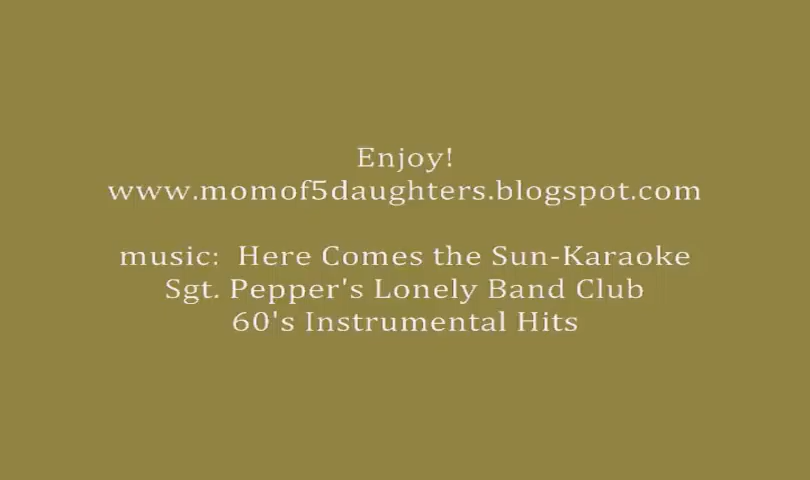 Enjoy!
www.momof5daughters.blogspot.com
music:  Here Comes the Sun-Karaoke
Sgt. Pepper's Lonely Band Club
60's Instrumental Hits